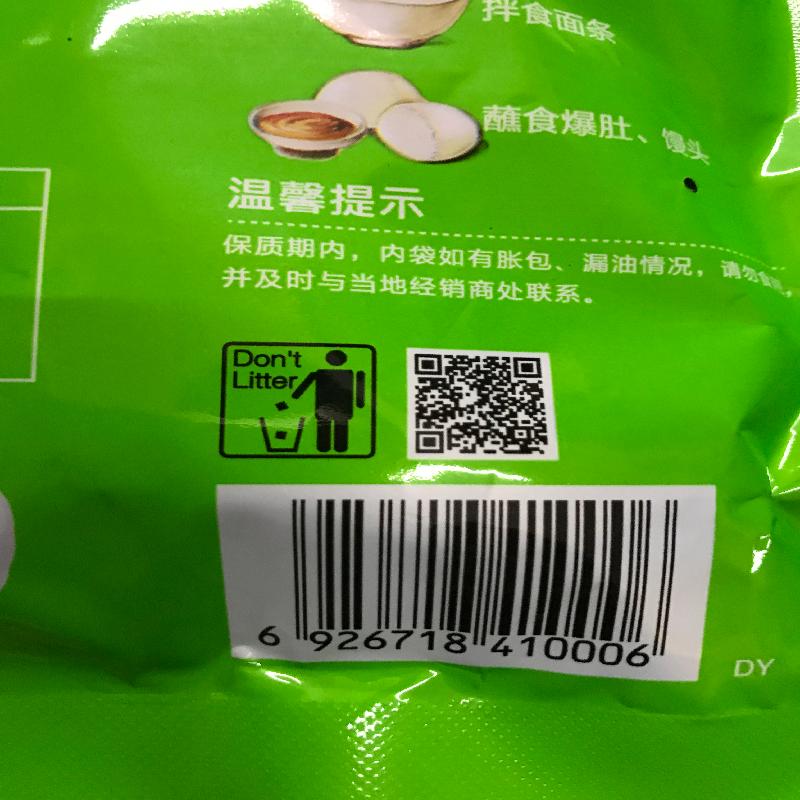 拌食面条
蘸食爆肚、馒头
温馨提示
保质期内，内袋如有胀包、漏油情况，请勿食用，
并及时与当地经销商处联系。
Don't
Litter
6 926718 410006
DY